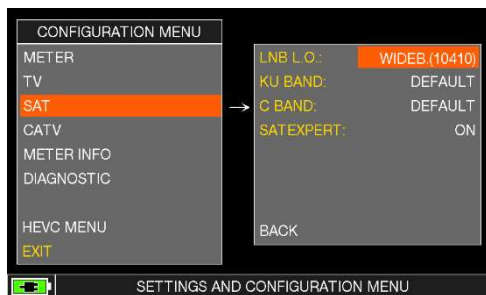 CONFIGURATION MENU
METER
TV
SAT
CATV
METER INFO
DIAGNOSTIC
HEVC MENU
EXIT
→
LNB L.O.: WIDEB.(10410)
KU BAND: DEFAULT
C BAND: DEFAULT
SATEXPERT: ON
BACK
SETTINGS AND CONFIGURATION MENU